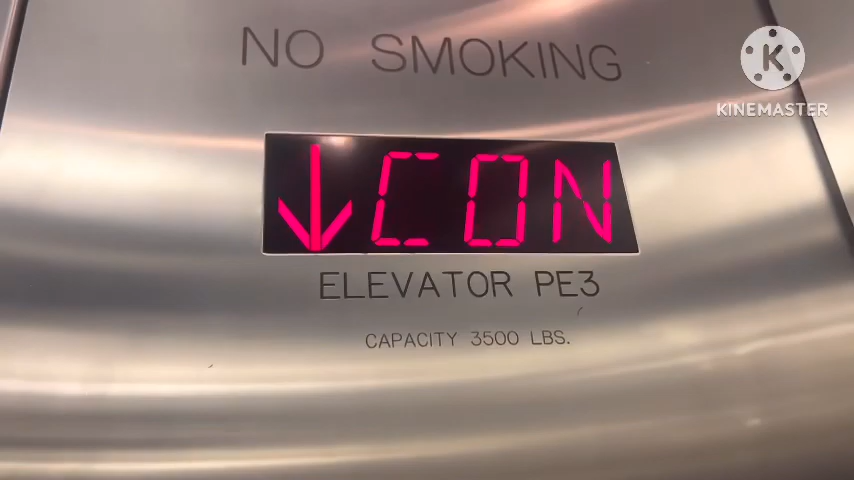 NO SMOKING
K
KINEMASTER
↓CON
ELEVATOR PE3
CAPACITY 3500 LBS.